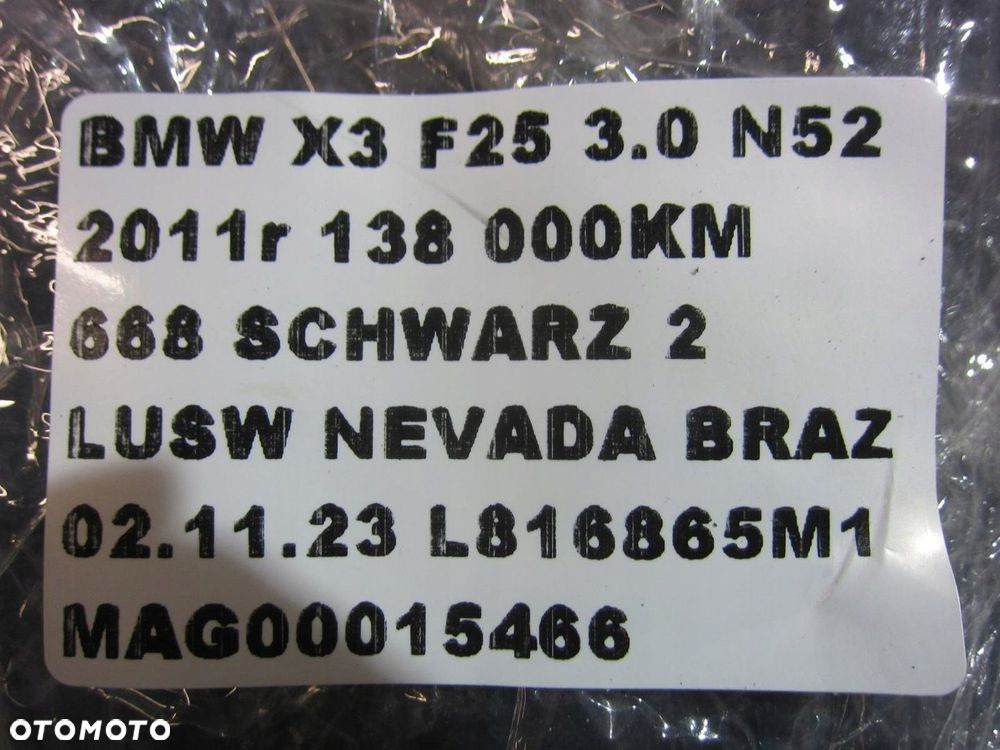 BMW X3 F25 3.0 N52
2011r 138 000KM
668 SCHWARZ 2
LUSW NEVADA BRAZ
02.11.23 L816865M1
MAG00015466
OTOMOTO